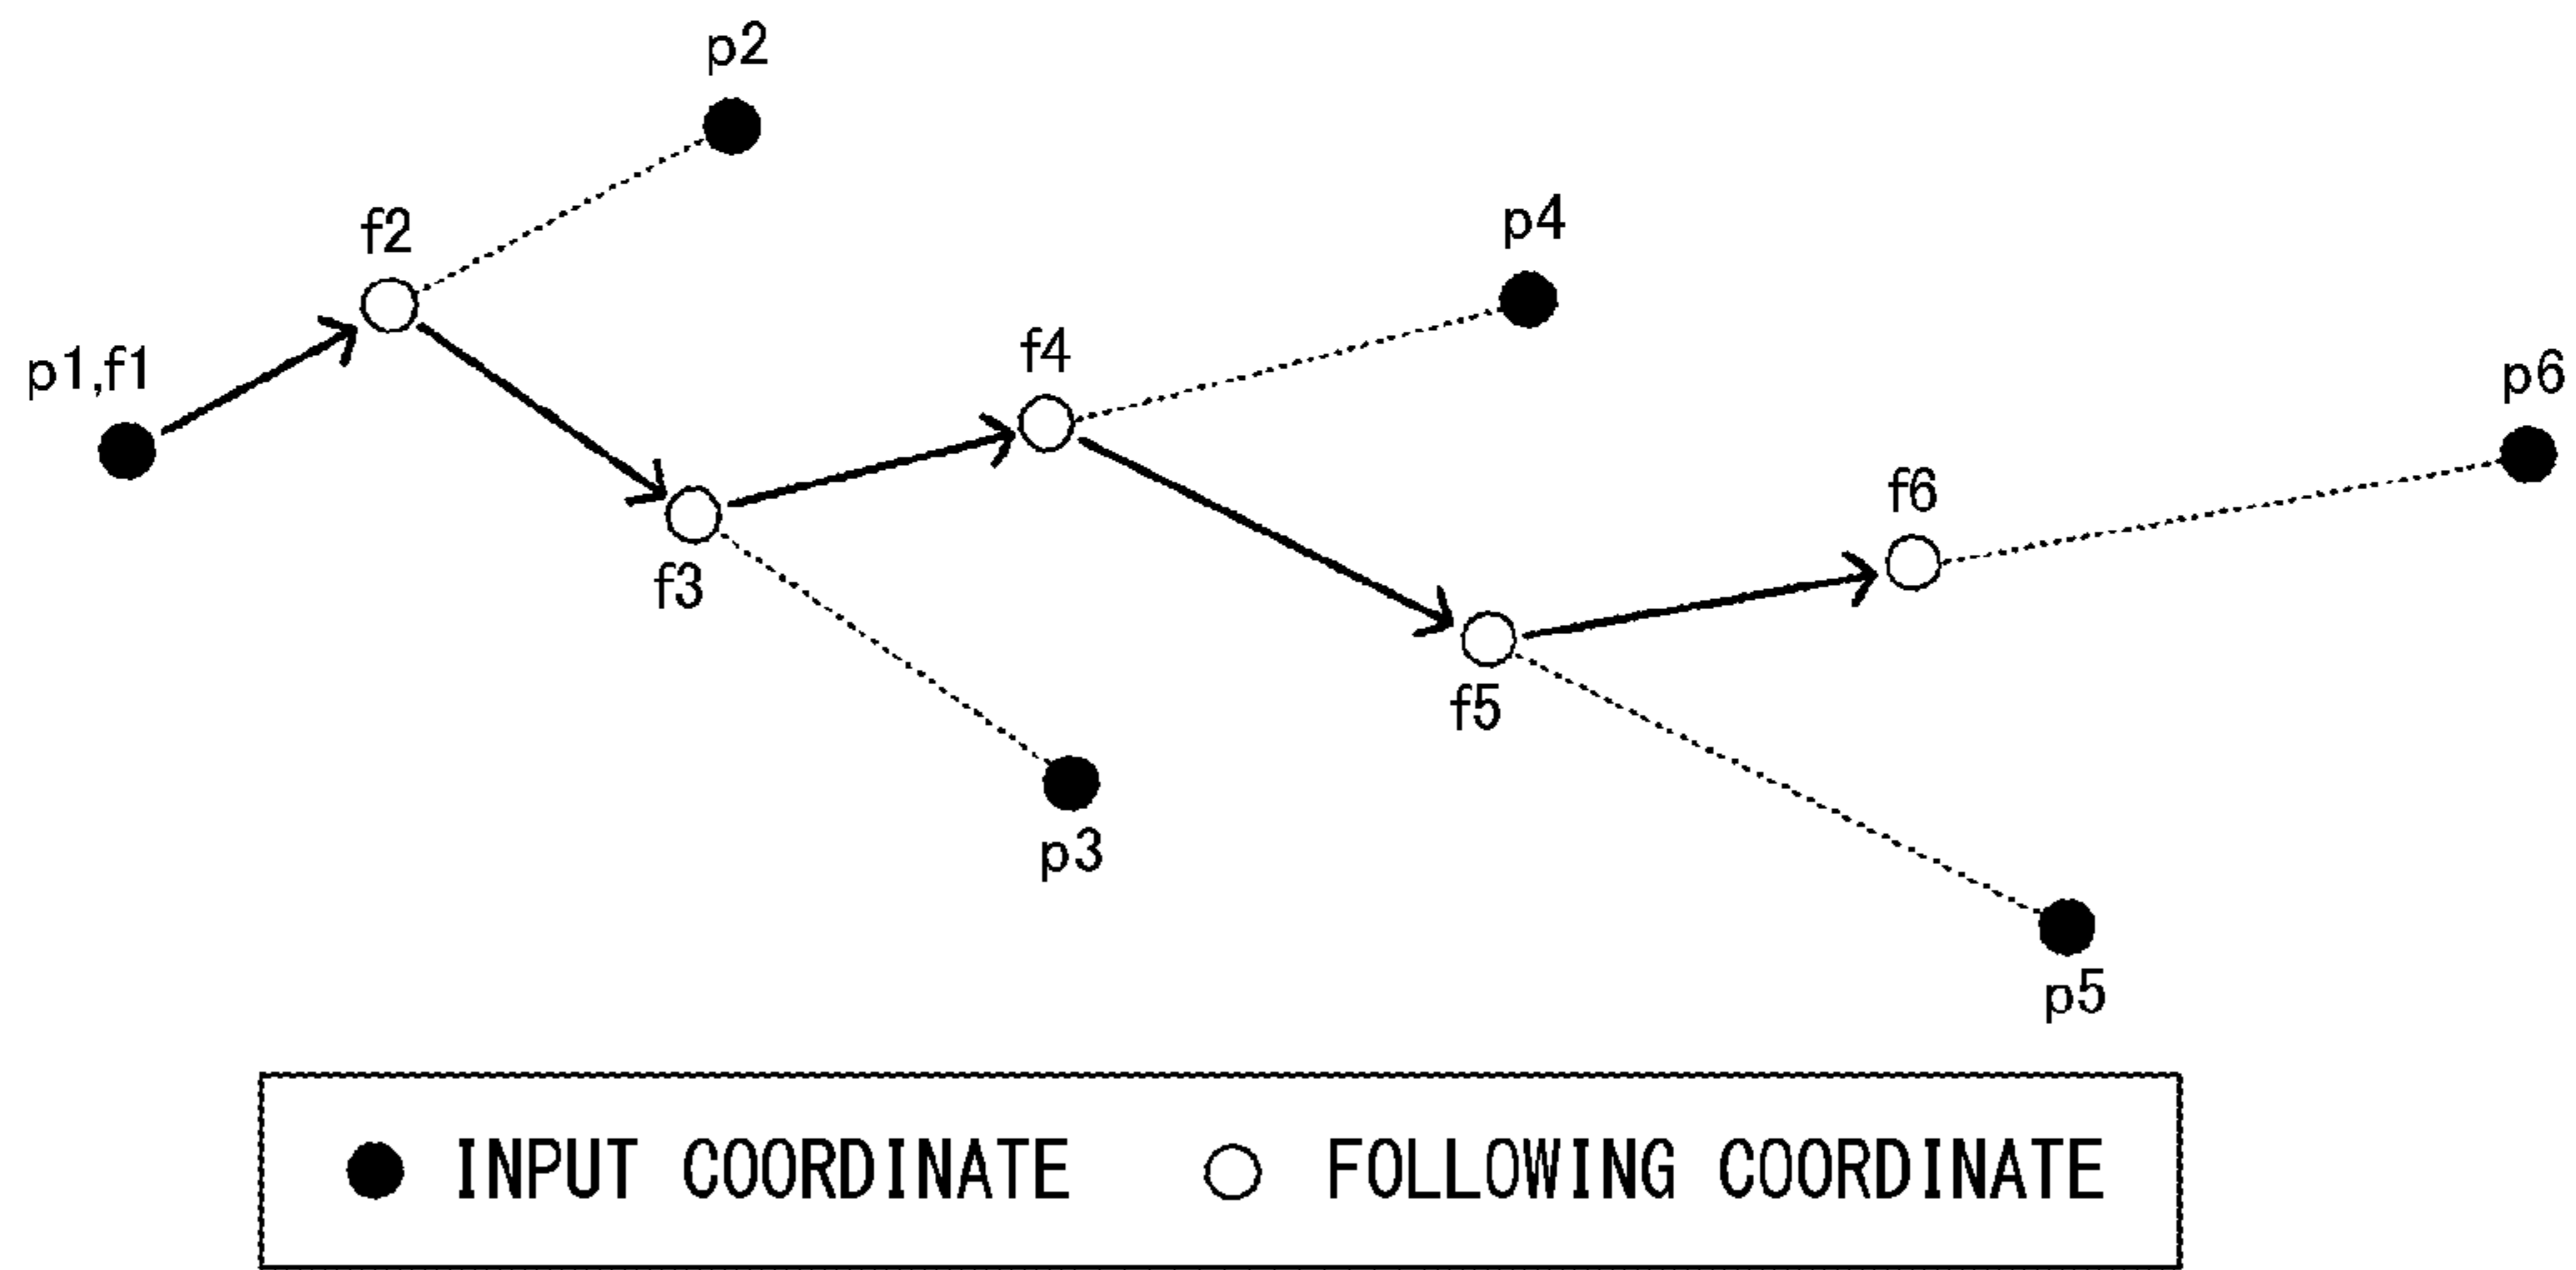 p2
p4
f2
f4
p1,f1
p6
f6
f3
f5
p3
p5
INPUT COORDINATE
FOLLOWING COORDINATE